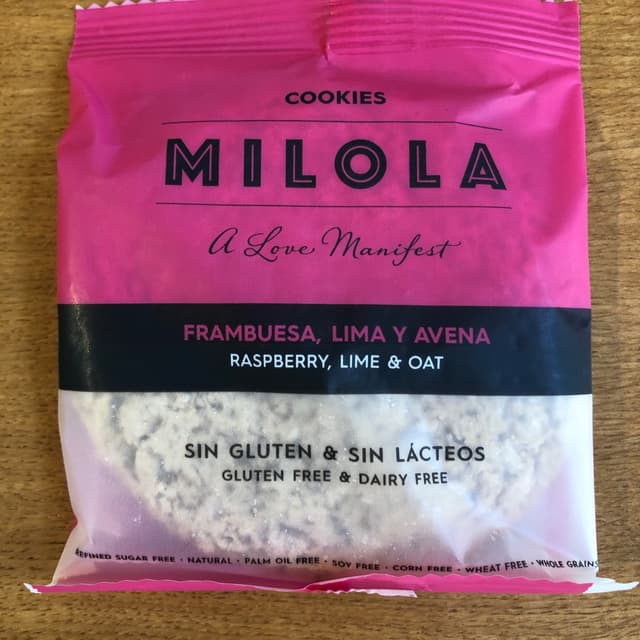 COOKIES
MILOLA
A Love Manifest
FRAMBUESA, LIMA Y AVENA
RASPBERRY, LIME & OAT
SIN GLUTEN & SIN LÁCTEOS
GLUTEN FREE & DAIRY FREE
REFINED SUGAR FREE • NATURAL • PALM OIL FREE • SOY FREE • CORN FREE • WHEAT FREE • WHOLE GRAINS